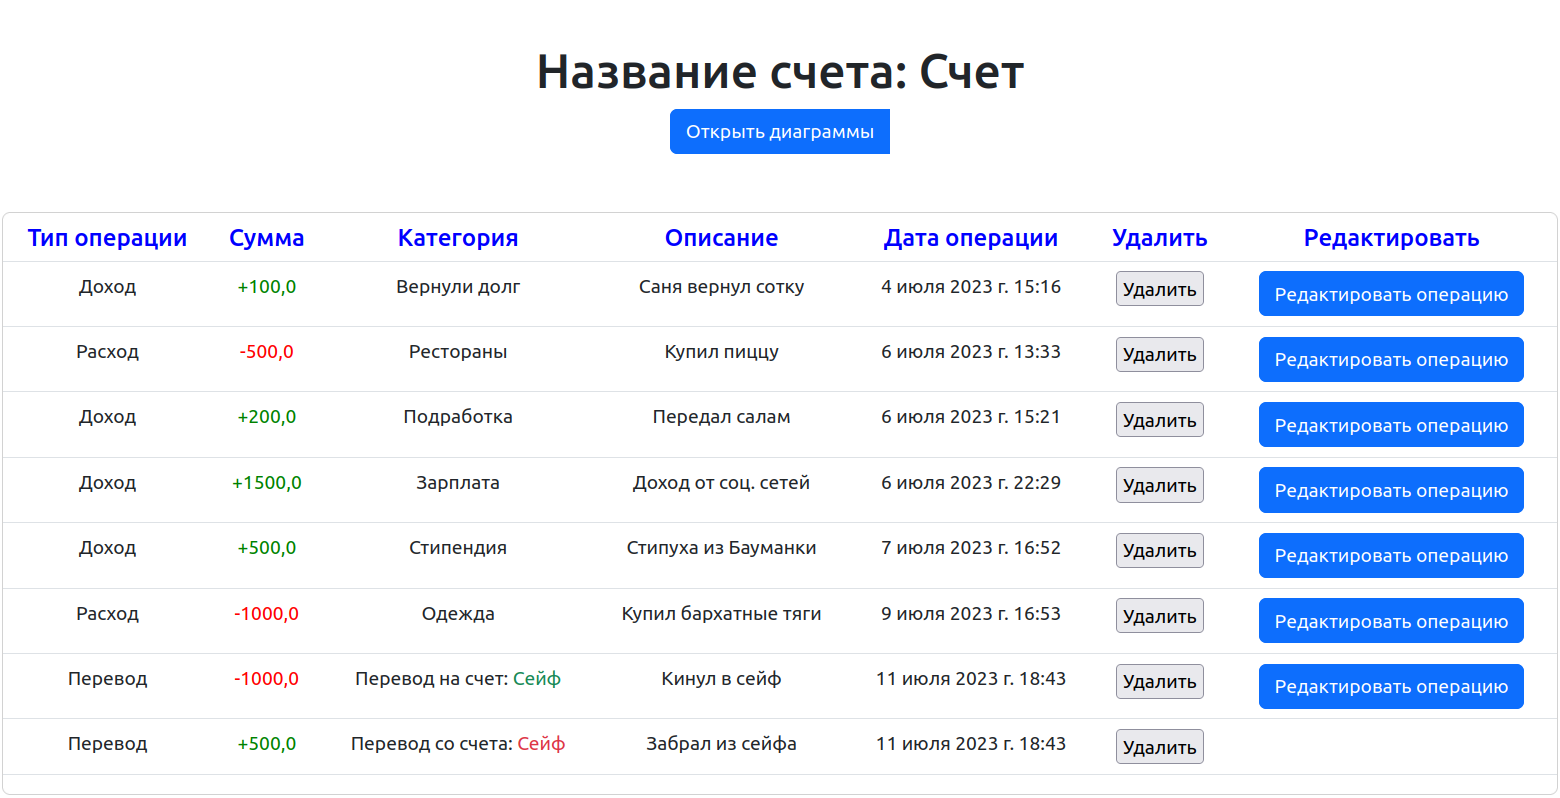 Название счета: Счет
Открыть диаграммы
Тип операции Сумма Категория Описание Дата операции Удалить Редактировать
Доход +100,0 Вернули долг Саня вернул сотку 4 июля 2023 г. 15:16 Удалить Редактировать операцию
Расход -500,0 Рестораны Купил пиццу 6 июля 2023 г. 13:33 Удалить Редактировать операцию
Доход +200,0 Подработка Передал салам 6 июля 2023 г. 15:21 Удалить Редактировать операцию
Доход +1500,0 Зарплата Доход от соц. сетей 6 июля 2023 г. 22:29 Удалить Редактировать операцию
Доход +500,0 Стипендия Стипуха из Бауманки 7 июля 2023 г. 16:52 Удалить Редактировать операцию
Расход -1000,0 Одежда Купил бархатные тяги 9 июля 2023 г. 16:53 Удалить Редактировать операцию
Перевод -1000,0 Перевод на счет: Сейф Кинул в сейф 11 июля 2023 г. 18:43 Удалить Редактировать операцию
Перевод +500,0 Перевод со счета: Сейф Забрал из сейфа 11 июля 2023 г. 18:43 Удалить